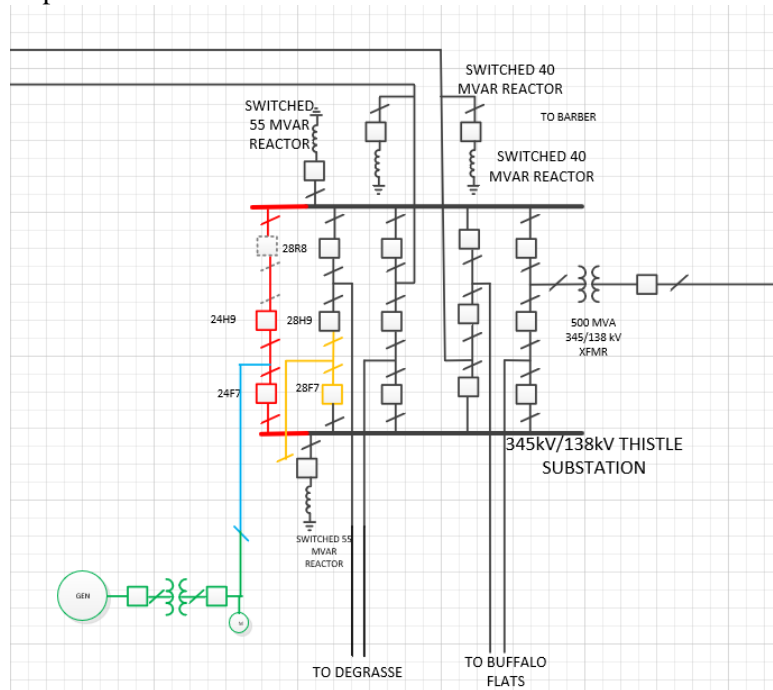 SWITCHED 40
MVAR REACTOR
SWITCHED
55 MVAR
REACTOR
TO BARBER
SWITCHED 40
MVAR REACTOR
28R8
24H9
28H9
500 MVA
345/138 kV
XFMR
24F7
28F7
345kV/138kV THISTLE
SUBSTATION
SWITCHED 55
MVAR
REACTOR
GEN
M
TO DEGRASSE
TO BUFFALO
FLATS